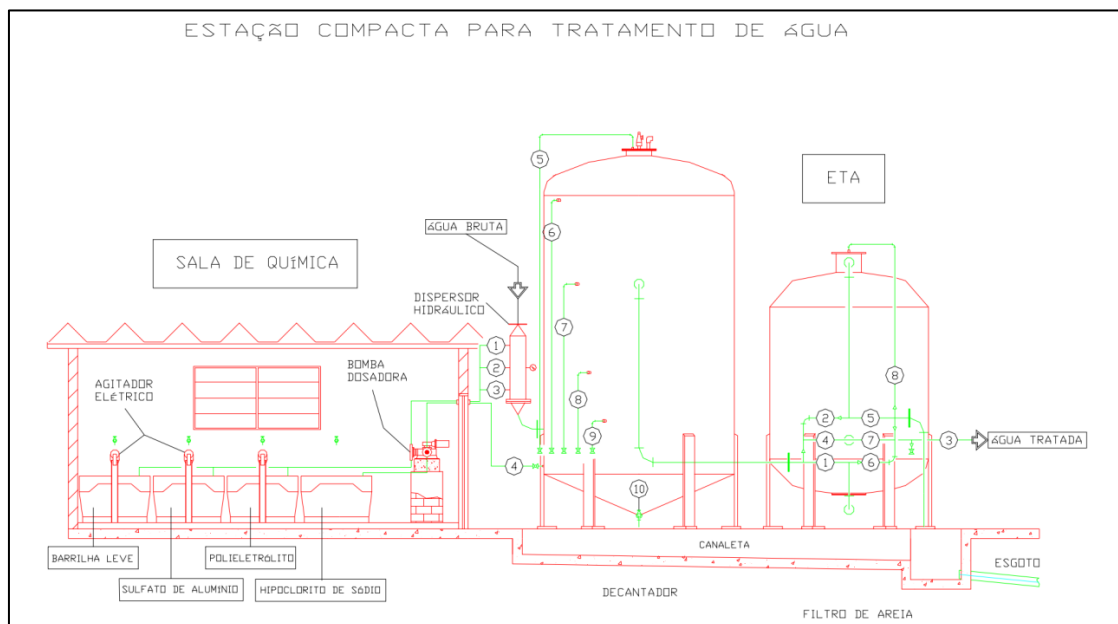 ESTAÇÃO COMPACTA PARA TRATAMENTO DE ÁGUA
ETA
5
6
ÁGUA BRUTA
SALA DE QUÍMICA
DISPERSOR
HIDRÁULICO
7
1
2
3
BOMBA
DOSADORA
AGITADOR
ELÉTRICO
8
8
9
2
5
4
7
3
ÁGUA TRATADA
4
1
6
10
CANALETA
BARRILHA LEVE
POLIELETRÓLITO
ESGOTO
SULFATO DE ALUMINIO
HIPOCLORITO DE SÓDIO
DECANTADOR
FILTRO DE AREIA